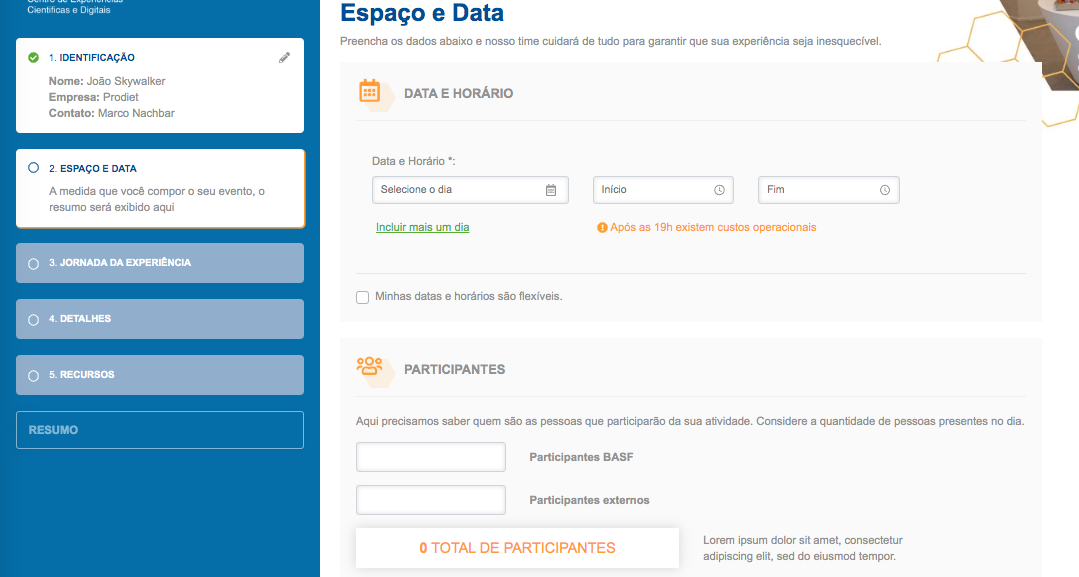 Centro de Experiências
Científicas e Digitais
1. IDENTIFICAÇÃO
Nome: João Skywalker
Empresa: Prodiet
Contato: Marco Nachbar
2. ESPAÇO E DATA
A medida que você compor o seu evento, o
resumo será exibido aqui
3. JORNADA DA EXPERIÊNCIA
4. DETALHES
5. RECURSOS
RESUMO
Espaço e Data
Preencha os dados abaixo e nosso time cuidará de tudo para garantir que sua experiência seja inesquecível.
DATA E HORÁRIO
Data e Horário *:
Selecione o dia
Início
Fim
Incluir mais um dia
Após as 19h existem custos operacionais
Minhas datas e horários são flexíveis.
PARTICIPANTES
Aqui precisamos saber quem são as pessoas que participarão da sua atividade. Considere a quantidade de pessoas presentes no dia.
Participantes BASF
Participantes externos
0 TOTAL DE PARTICIPANTES
Lorem ipsum dolor sit amet, consectetur
adipiscing elit, sed do eiusmod tempor.